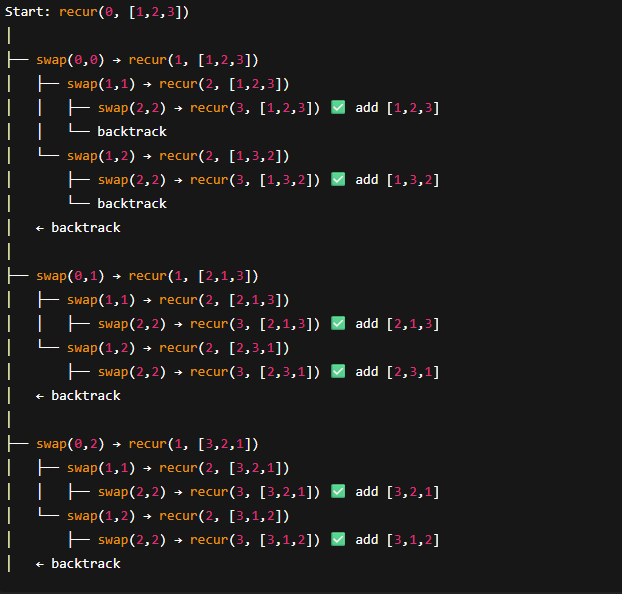 Start: recur(0, [1,2,3])
│
├── swap(0,0) → recur(1, [1,2,3])
│   ├── swap(1,1) → recur(2, [1,2,3])
│   │   ├── swap(2,2) → recur(3, [1,2,3]) ✅ add [1,2,3]
│   │   └── backtrack
│   └── swap(1,2) → recur(2, [1,3,2])
│       ├── swap(2,2) → recur(3, [1,3,2]) ✅ add [1,3,2]
│       └── backtrack
│   ← backtrack
│
├── swap(0,1) → recur(1, [2,1,3])
│   ├── swap(1,1) → recur(2, [2,1,3])
│   │   ├── swap(2,2) → recur(3, [2,1,3]) ✅ add [2,1,3]
│   └── swap(1,2) → recur(2, [2,3,1])
│       ├── swap(2,2) → recur(3, [2,3,1]) ✅ add [2,3,1]
│   ← backtrack
│
├── swap(0,2) → recur(1, [3,2,1])
│   ├── swap(1,1) → recur(2, [3,2,1])
│   │   ├── swap(2,2) → recur(3, [3,2,1]) ✅ add [3,2,1]
│   └── swap(1,2) → recur(2, [3,1,2])
│       ├── swap(2,2) → recur(3, [3,1,2]) ✅ add [3,1,2]
│   ← backtrack